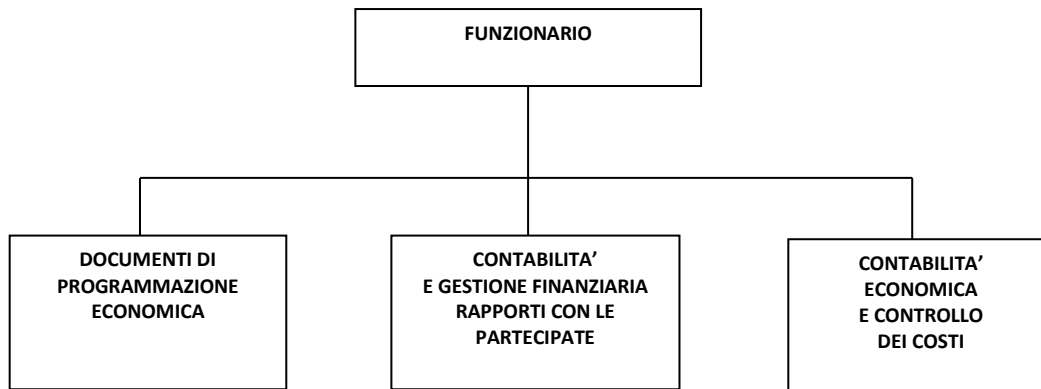 FUNZIONARIO
DOCUMENTI DI
PROGRAMMAZIONE
ECONOMICA
CONTABILITA’
E GESTIONE FINANZIARIA
RAPPORTI CON LE
PARTECIPATE
CONTABILITA’
ECONOMICA
E CONTROLLO
DEI COSTI